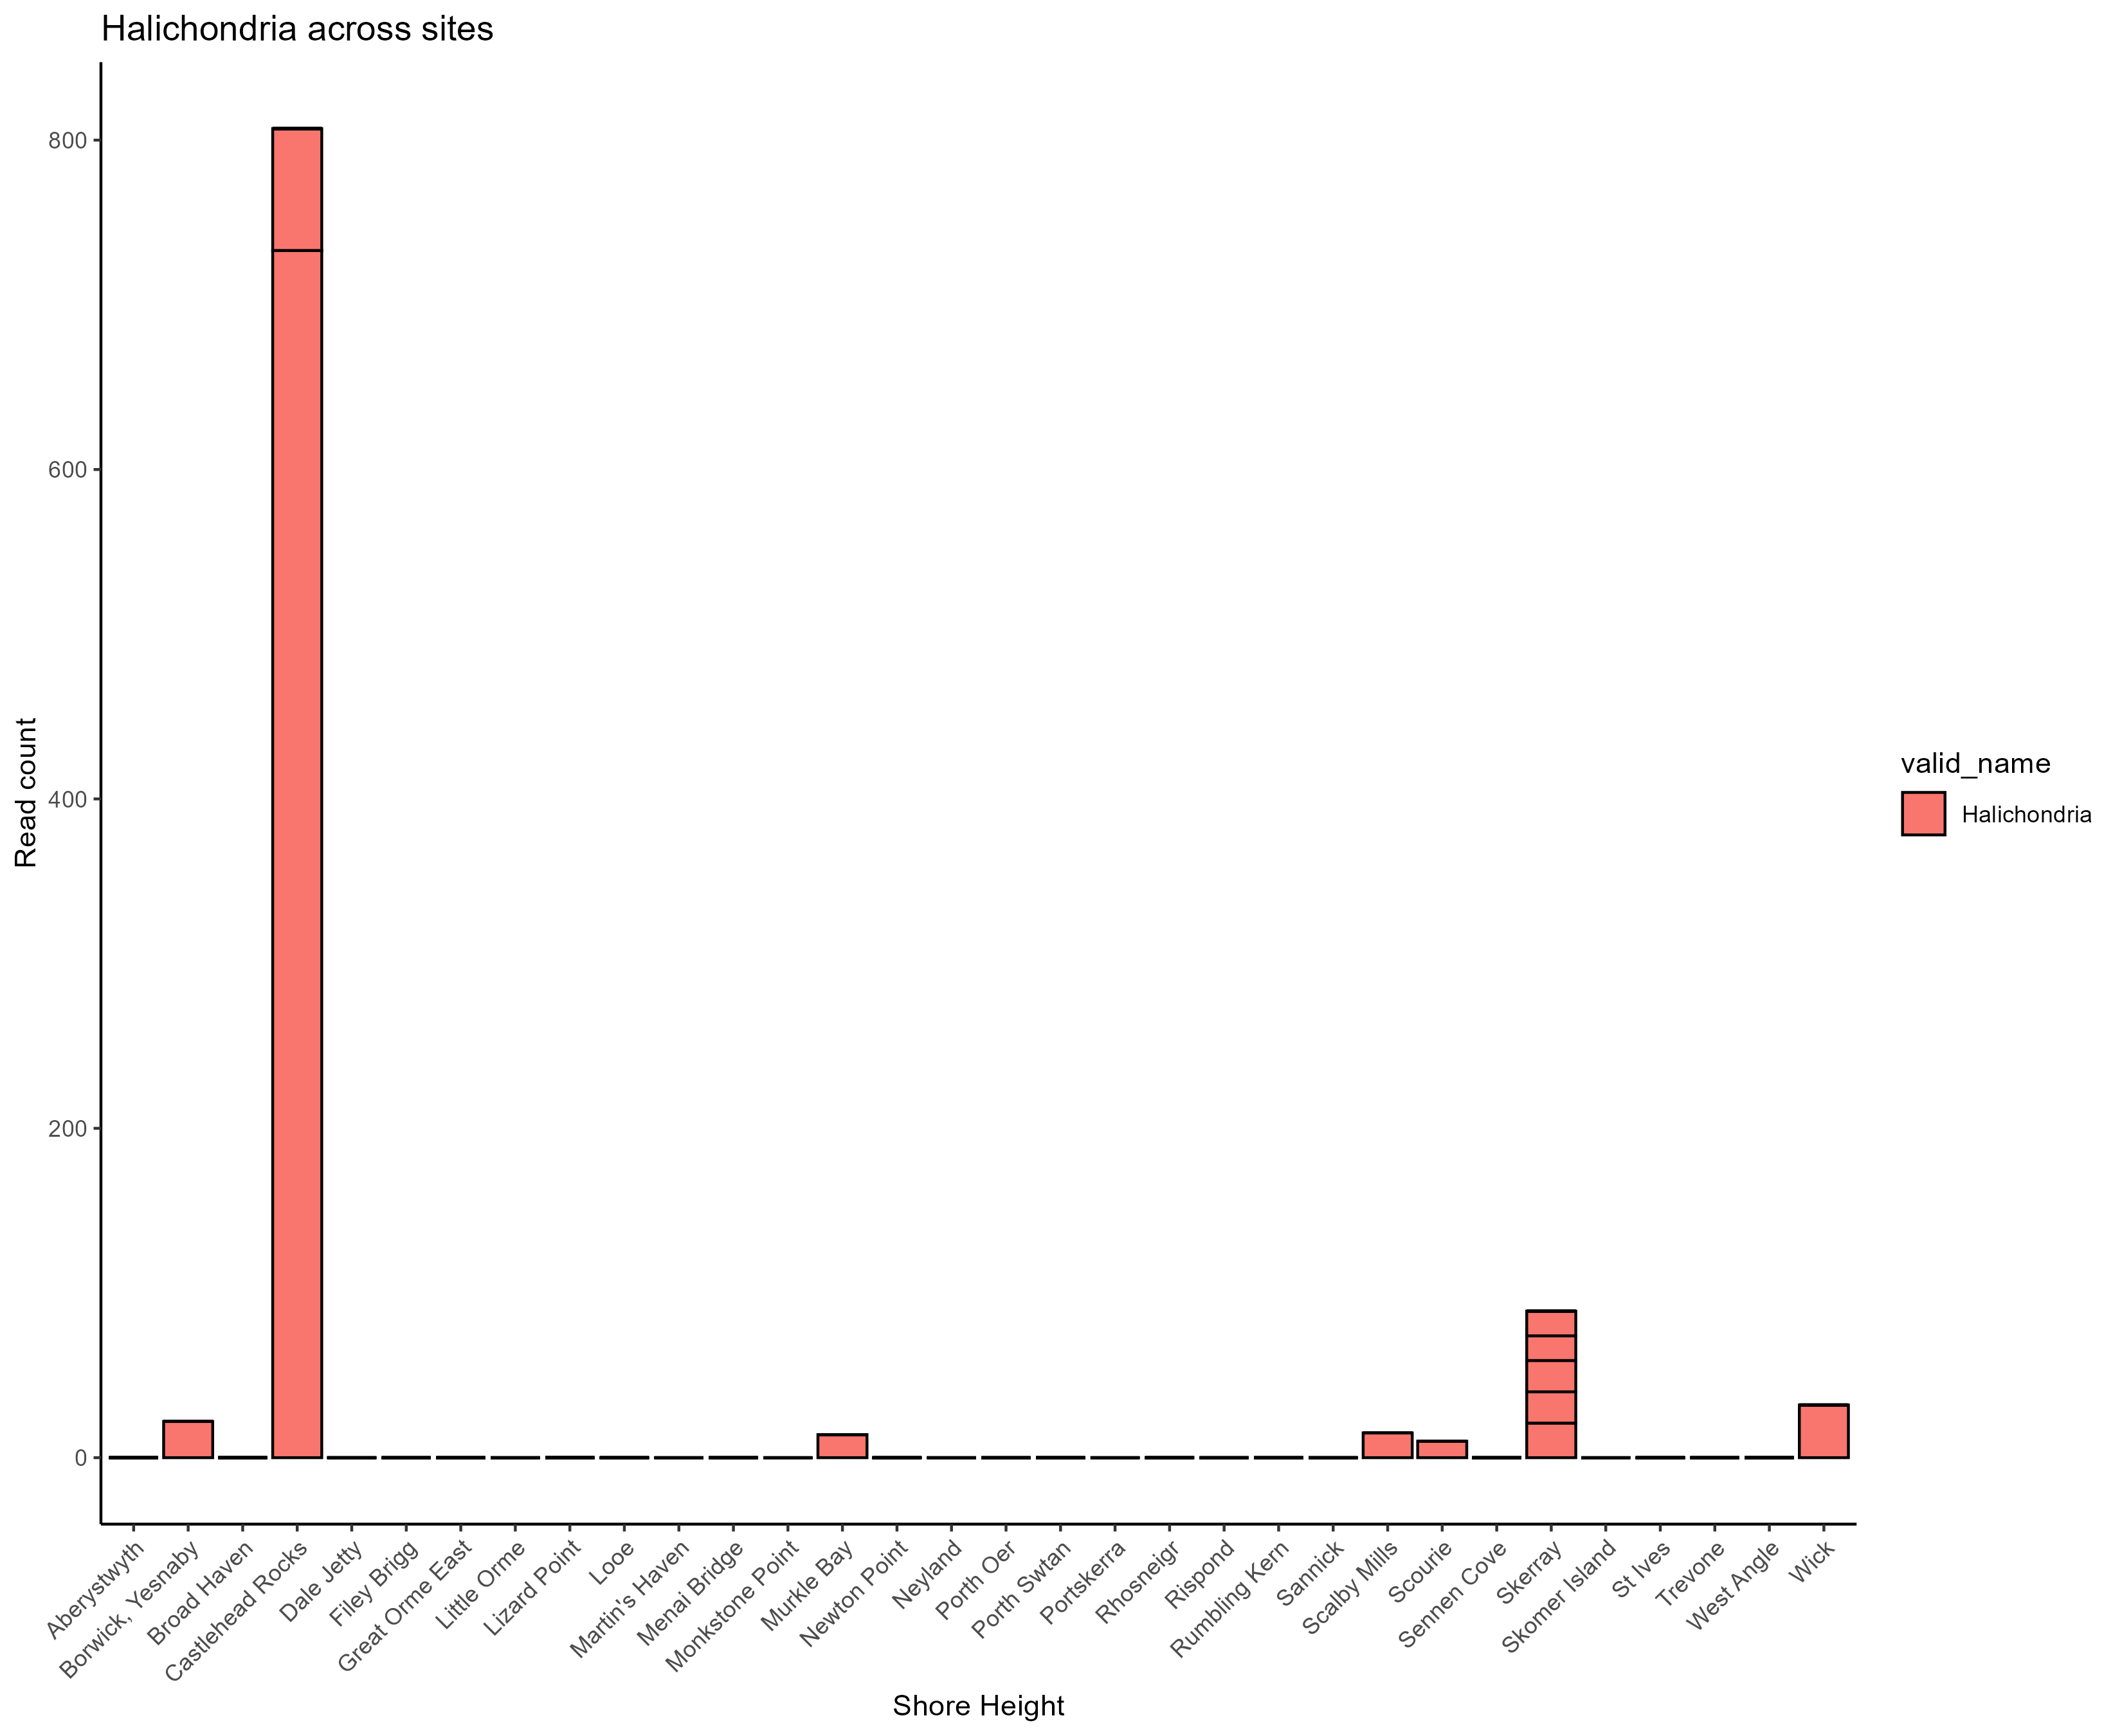 Halichondria across sites
800
600
400
200
0
Read count
Aberystwyth
Borwick, Yesnaby
Broad Haven
Castlehead Rocks
Dale Jetty
Filey Brigg
Great Orme East
Little Orme
Lizard Point
Looe
Martin's Haven
Menai Bridge
Monkstone Point
Murkle Bay
Newton Point
Neyland
Porth Oer
Porth Swtan
Portskerra
Rhosneigr
Rispond
Rumbling Kern
Sannick
Scalby Mills
Scourie
Sennen Cove
Skerray
Skomer Island
St Ives
Trevone
West Angle
Wick
Shore Height
valid_name
Halichondria